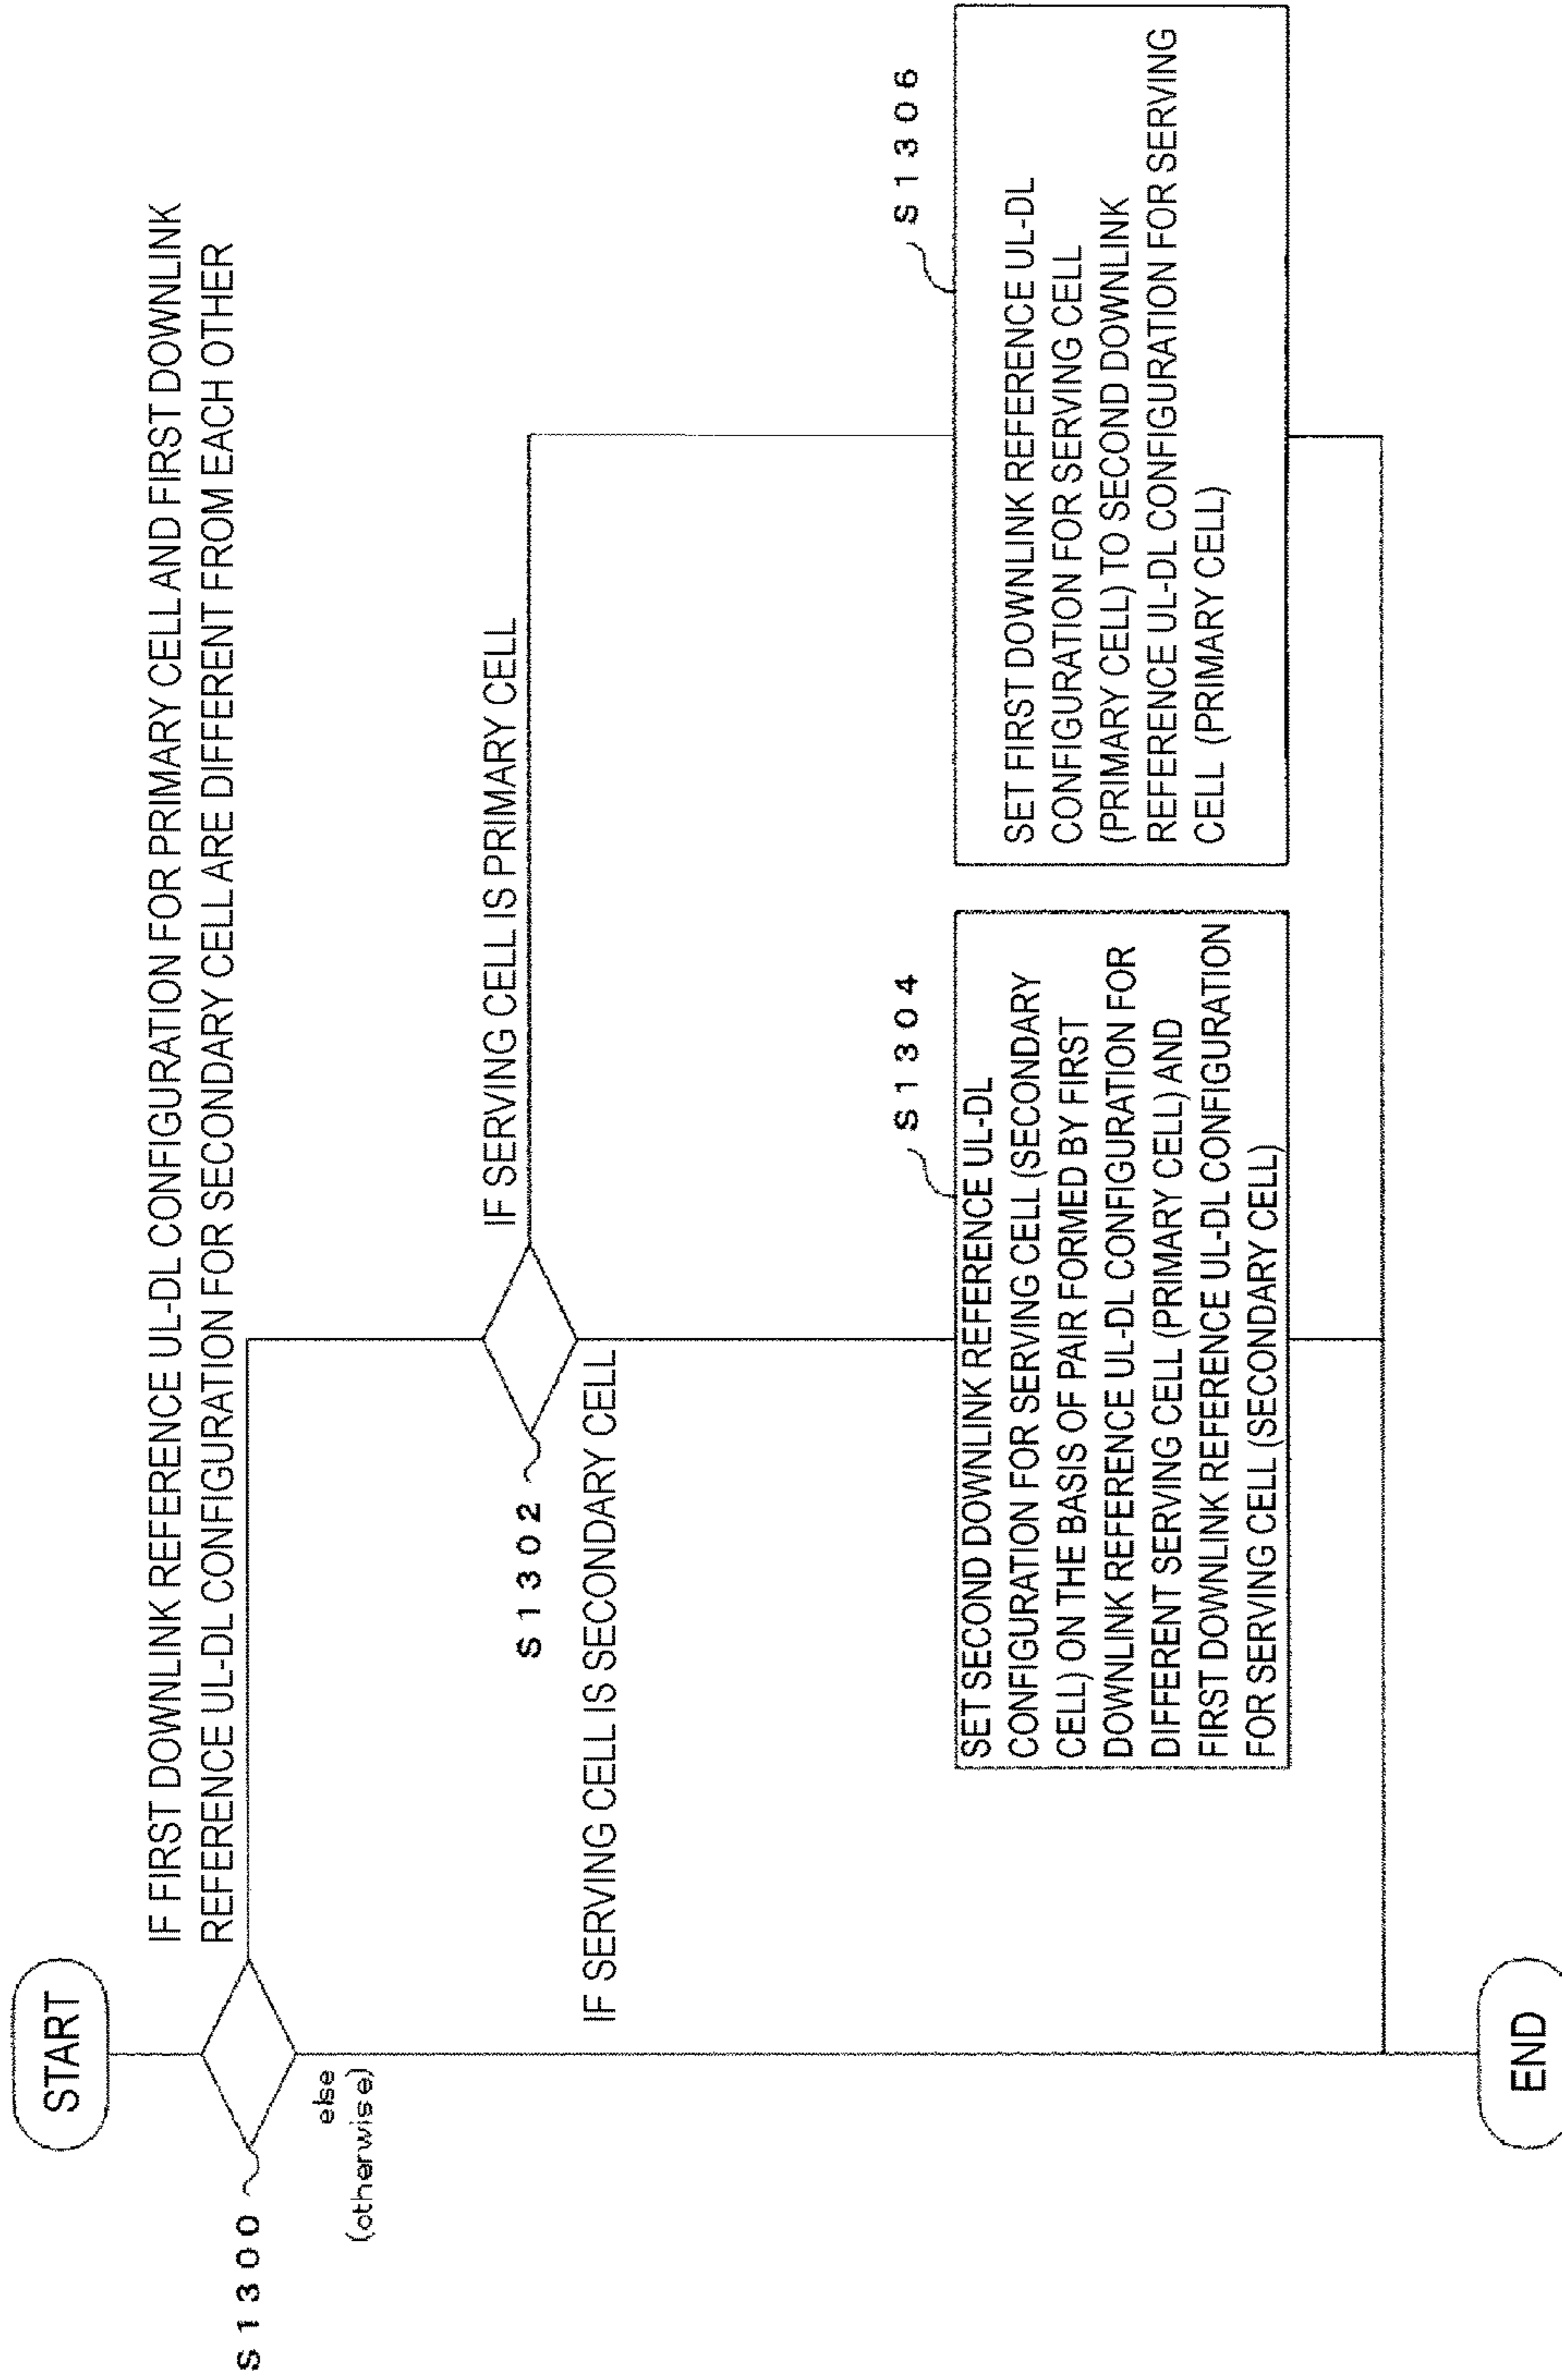 START
S1300
IF FIRST DOWNLINK REFERENCE UL-DL CONFIGURATION FOR PRIMARY CELL AND FIRST DOWNLINK
REFERENCE UL-DL CONFIGURATION FOR SECONDARY CELL ARE DIFFERENT FROM EACH OTHER
else
(otherwise)
S1302
IF SERVING CELL IS PRIMARY CELL
IF SERVING CELL IS SECONDARY CELL
S1304
SET SECOND DOWNLINK REFERENCE UL-DL
CONFIGURATION FOR SERVING CELL (SECONDARY
CELL) ON THE BASIS OF PAIR FORMED BY FIRST
DOWNLINK REFERENCE UL-DL CONFIGURATION FOR
DIFFERENT SERVING CELL (PRIMARY CELL) AND
FIRST DOWNLINK REFERENCE UL-DL CONFIGURATION
FOR SERVING CELL (SECONDARY CELL)
S1306
SET FIRST DOWNLINK REFERENCE UL-DL
CONFIGURATION FOR SERVING CELL
(PRIMARY CELL) TO SECOND DOWNLINK
REFERENCE UL-DL CONFIGURATION FOR SERVING
CELL (PRIMARY CELL)
END